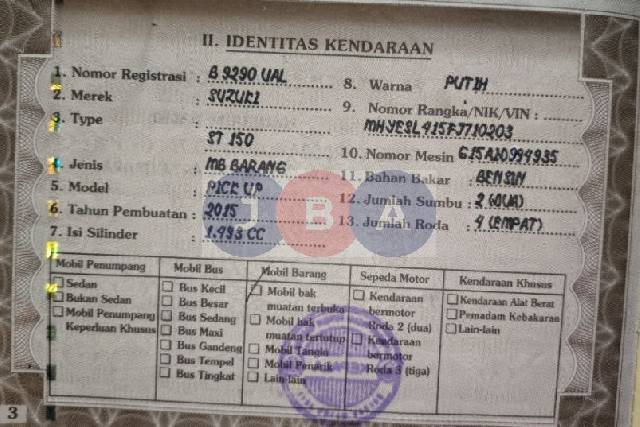 II. IDENTITAS KENDARAAN
1. Nomor Registrasi : B 9290 UAL
2. Merek : SUZUKI
3. Type :
ST 150
4. Jenis : MB BARANG
5. Model : PICK UP
6. Tahun Pembuatan : 2015
7. Isi Silinder : 1.493 CC
8. Warna PUTIH
9. Nomor Rangka/NIK/VIN :
MHYESL415FJ710203
10. Nomor Mesin G15AID999935
11. Bahan Bakar : BENSIN
12. Jumlah Sumbu : 2 (DUA)
13. Jumlah Roda : 4 (EMPAT)
JBA
Mobil Penumpang
Sedan
Bukan Sedan
Mobil Penumpang
Keperluan Khusus
Mobil Bus
Bus Kecil
Bus Besar
Bus Sedang
Bus Maxi
Bus Gandeng
Bus Tempel
Bus Tingkat
Mobil Barang
Mobil bak
muatan terbuka
Mobil bak
muatan tertutup
Mobil Tangki
Mobil Penarik
Lain-lain
Sepeda Motor
Kendaraan
bermotor
Roda 2 (dua)
Kendaraan
bermotor
Roda 3 (tiga)
Kendaraan Khusus
Kendaraan Alat Berat
Pemadam Kebakaran
Lain-lain
3